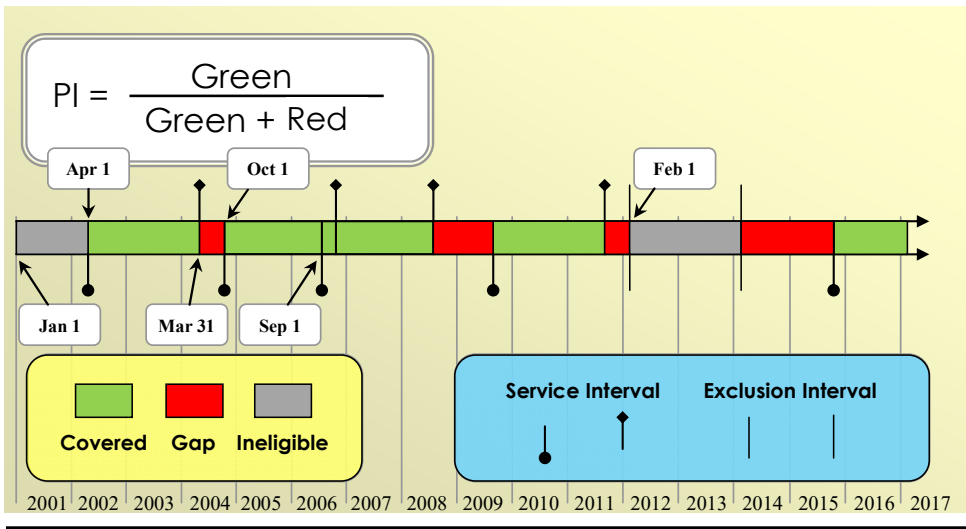 PI = Green
Green + Red
Apr 1
Oct 1
Feb 1
Jan 1
Mar 31
Sep 1
Covered Gap Ineligible
Service Interval Exclusion Interval
2001 2002 2003 2004 2005 2006 2007 2008 2009 2010 2011 2012 2013 2014 2015 2016 2017